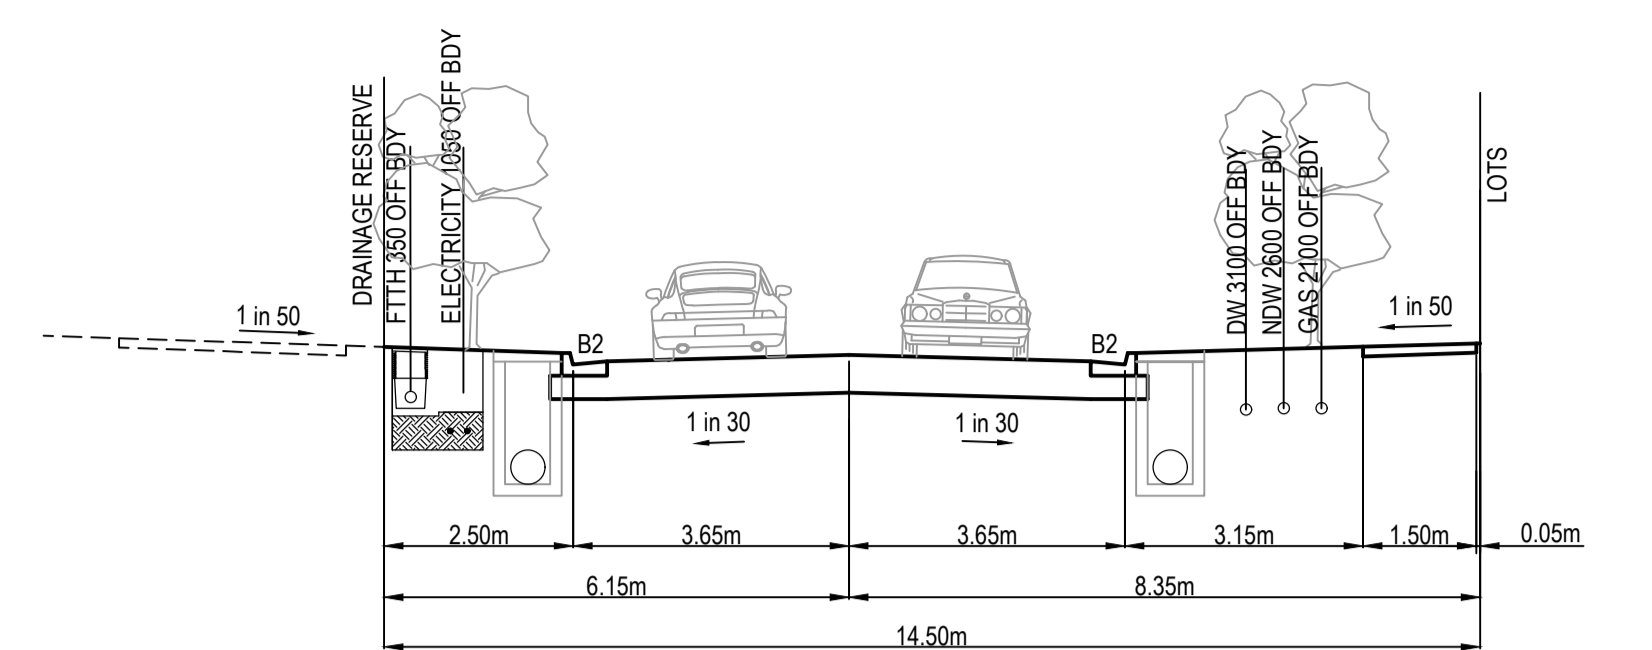 DRAINAGE RESERVE
FTTH 350 OFF BDY
ELECTRICITY 1050 OFF BDY
DW 3100 OFF BDY
NDW 2600 OFF BDY
GAS 2100 OFF BDY
LOTS
1 in 50
1 in 50
B2
B2
1 in 30
1 in 30
2.50m
3.65m
3.65m
3.15m
1.50m
0.05m
6.15m
8.35m
14.50m